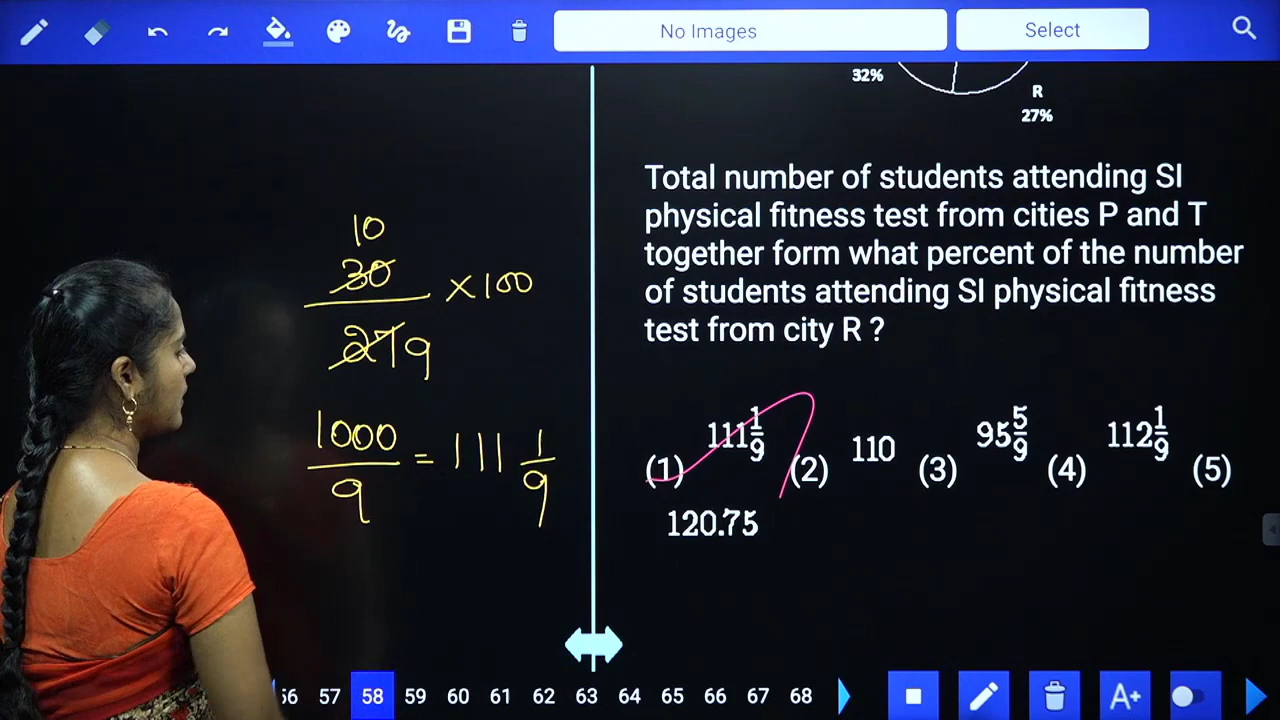 No Images
Select
32%
R
27%
Total number of students attending SI
physical fitness test from cities P and T
together form what percent of the number
of students attending SI physical fitness
test from city R ?
(1) 111 1/9 (2) 110 (3) 95 5/9 (4) 112 1/9 (5)
120.75
10
30
× 100
27 9
1000/9 = 111 1/9
56 57 58 59 60 61 62 63 64 65 66 67 68
A+